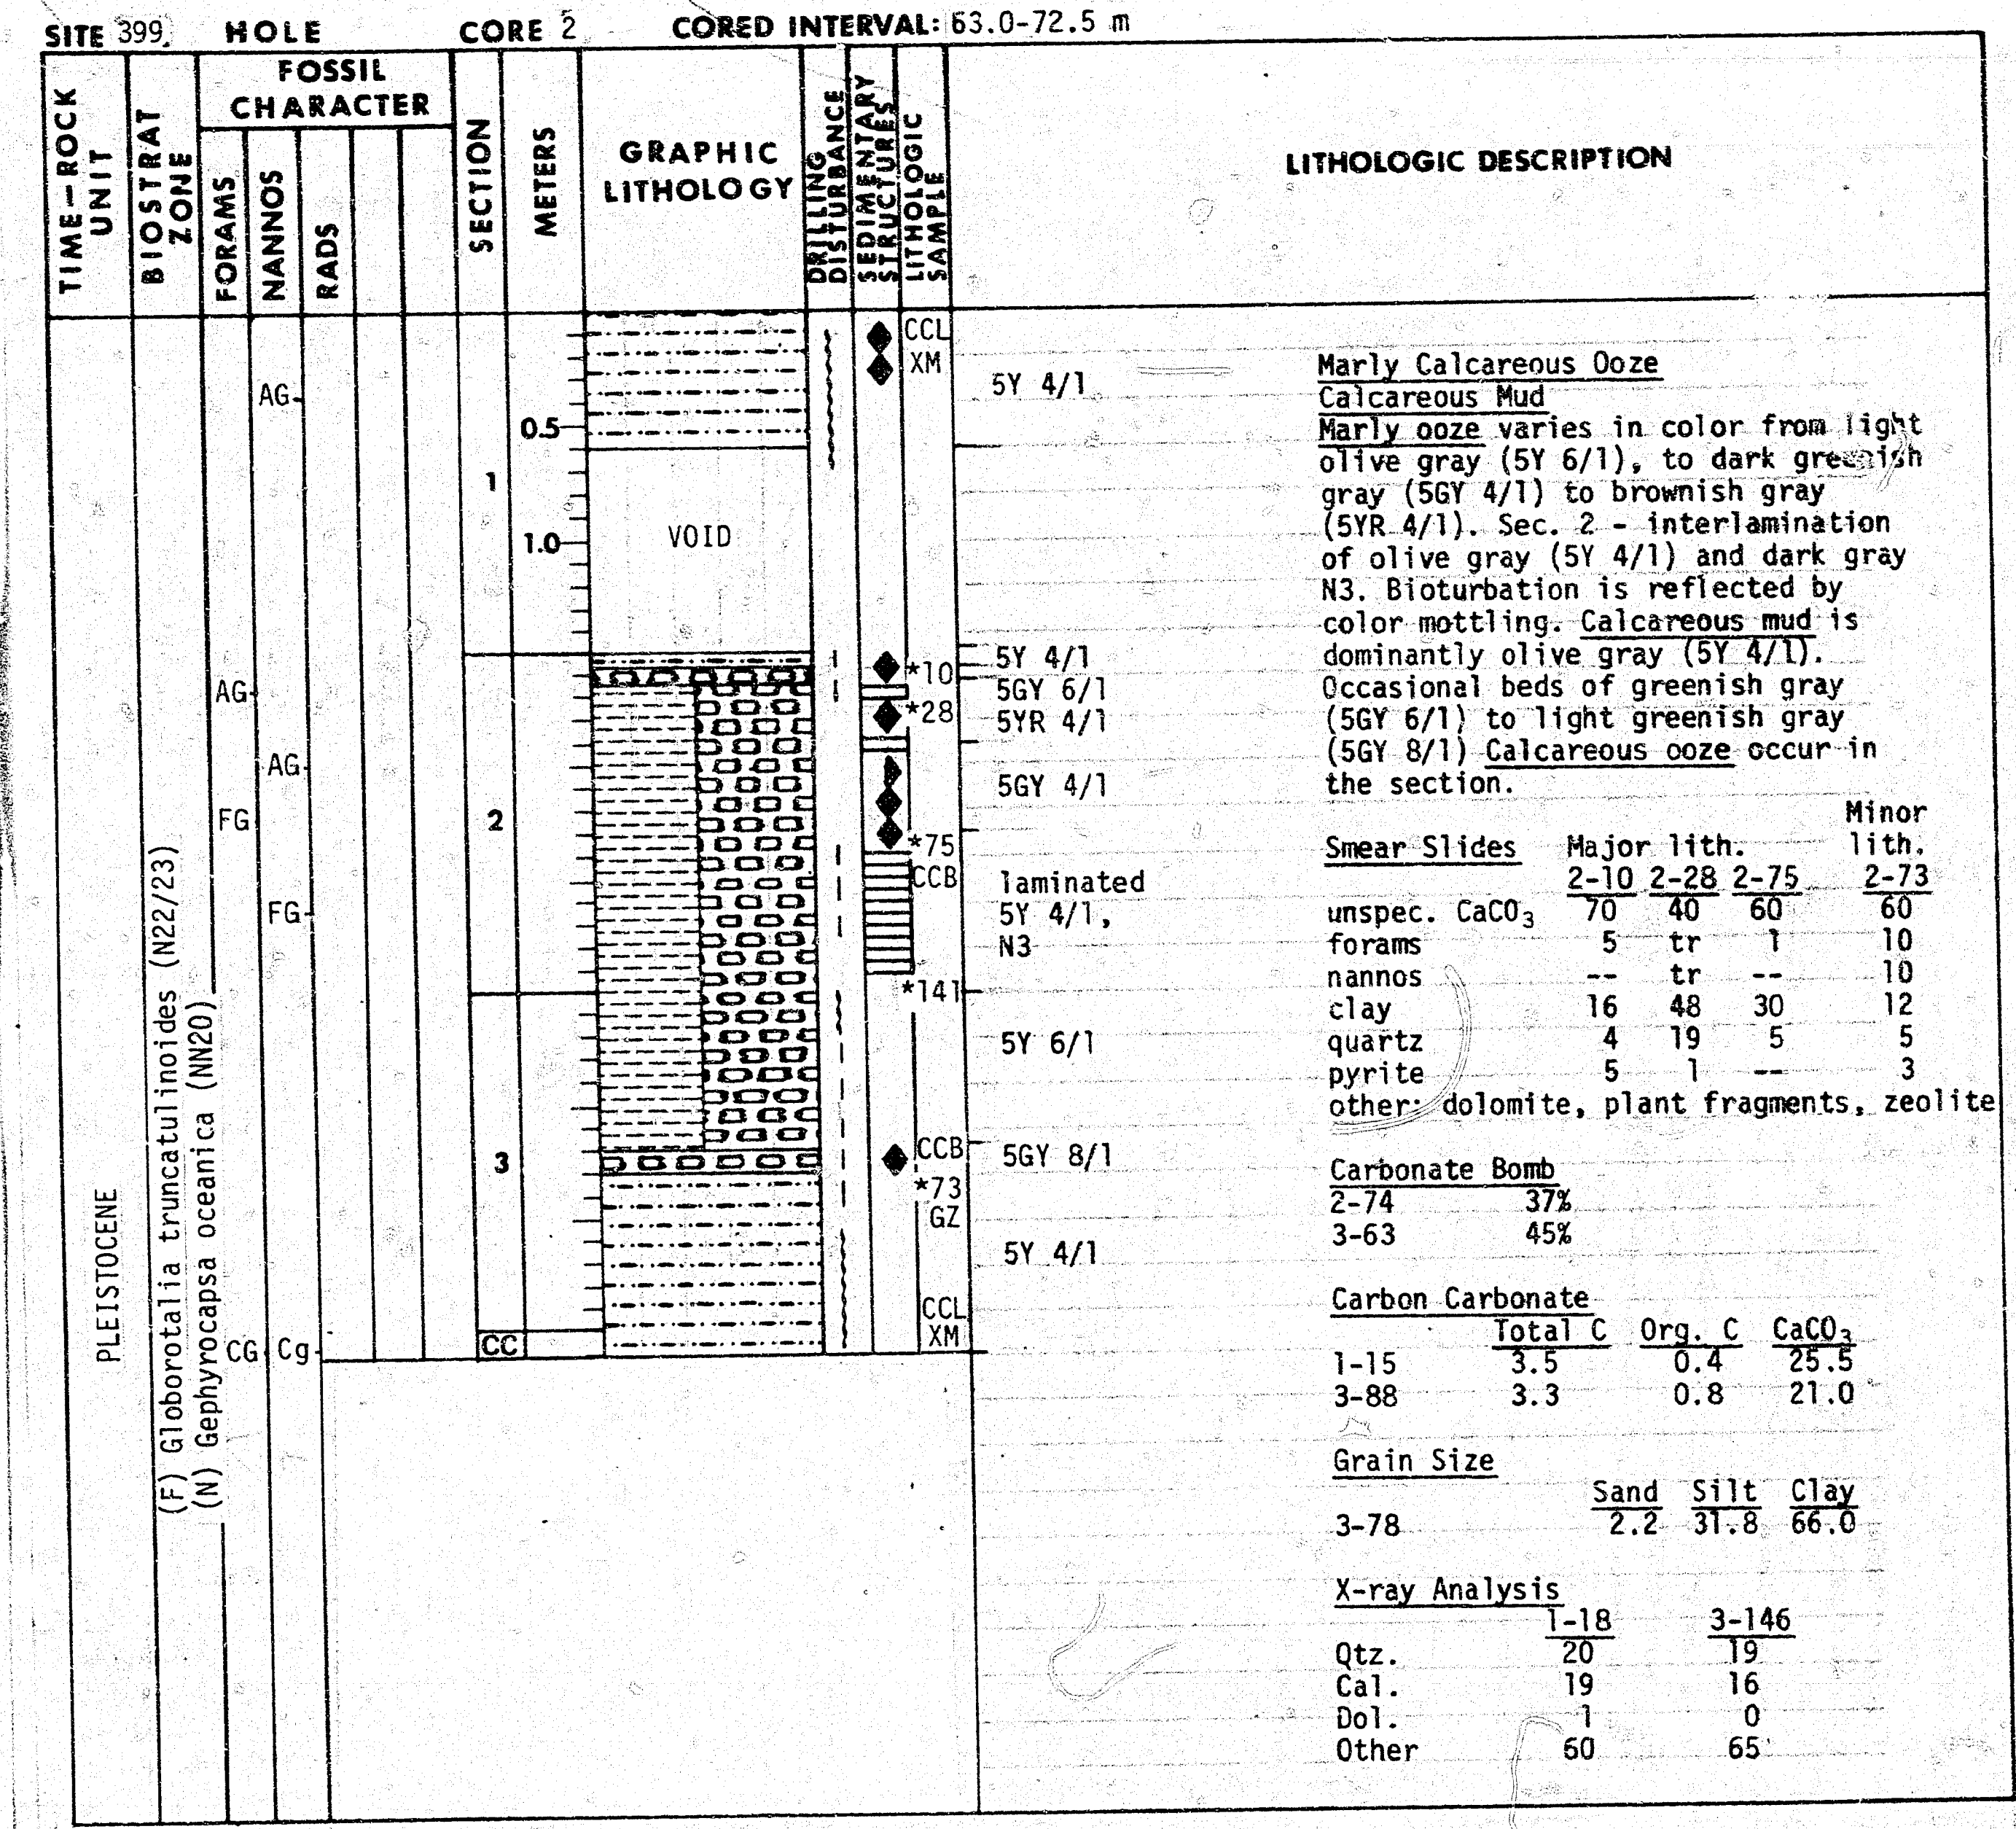 SITE 399 HOLE CORE 2 CORED INTERVAL: 63.0-72.5 m
TIME-ROCK
UNIT
BIOSTRAT
ZONE
FOSSIL
CHARACTER
FORAMS
NANNOS
RADS
SECTION
METERS
GRAPHIC
LITHOLOGY
DRILLING
DISTURBANCE
SEDIMENTARY
STRUCTURES
LITHOLOGIC
SAMPLE
LITHOLOGIC DESCRIPTION
PLEISTOCENE
(F) Globorotalia truncatulinoides (N22/23)
(N) Gephyrocapsa oceanica (NN20)
AG
AG
AG
FG
FG
CG Cg
1
2
3
CC
0.5
1.0
VOID
CCL
XM
*10
*28
*75
CCB
*141
CCB
*73
GZ
CCL
XM
5Y 4/1
5Y 4/1
5GY 6/1
5YR 4/1
5GY 4/1
laminated
5Y 4/1,
N3
5Y 6/1
5GY 8/1
5Y 4/1
Marly Calcareous Ooze
Calcareous Mud
Marly ooze varies in color from light
olive gray (5Y 6/1), to dark greenish
gray (5GY 4/1) to brownish gray
(5YR 4/1). Sec. 2 - interlamination
of olive gray (5Y 4/1) and dark gray
N3. Bioturbation is reflected by
color mottling. Calcareous mud is
dominantly olive gray (5Y 4/1).
Occasional beds of greenish gray
(5GY 6/1) to light greenish gray
(5GY 8/1) Calcareous ooze occur in
the section.
Minor
Smear Slides Major lith. lith.
2-10 2-28 2-75 2-73
unspec. CaCO3 70 40 60 60
forams 5 tr 1 10
nannos -- tr -- 10
clay 16 48 30 12
quartz 4 19 5 5
pyrite 5 1 -- 3
other: dolomite, plant fragments, zeolite
Carbonate Bomb
2-74 37%
3-63 45%
Carbon Carbonate
Total C Org. C CaCO3
1-15 3.5 0.4 25.5
3-88 3.3 0.8 21.0
Grain Size
Sand Silt Clay
3-78 2.2 31.8 66.0
X-ray Analysis
1-18 3-146
Qtz. 20 19
Cal. 19 16
Dol. 1 0
Other 60 65